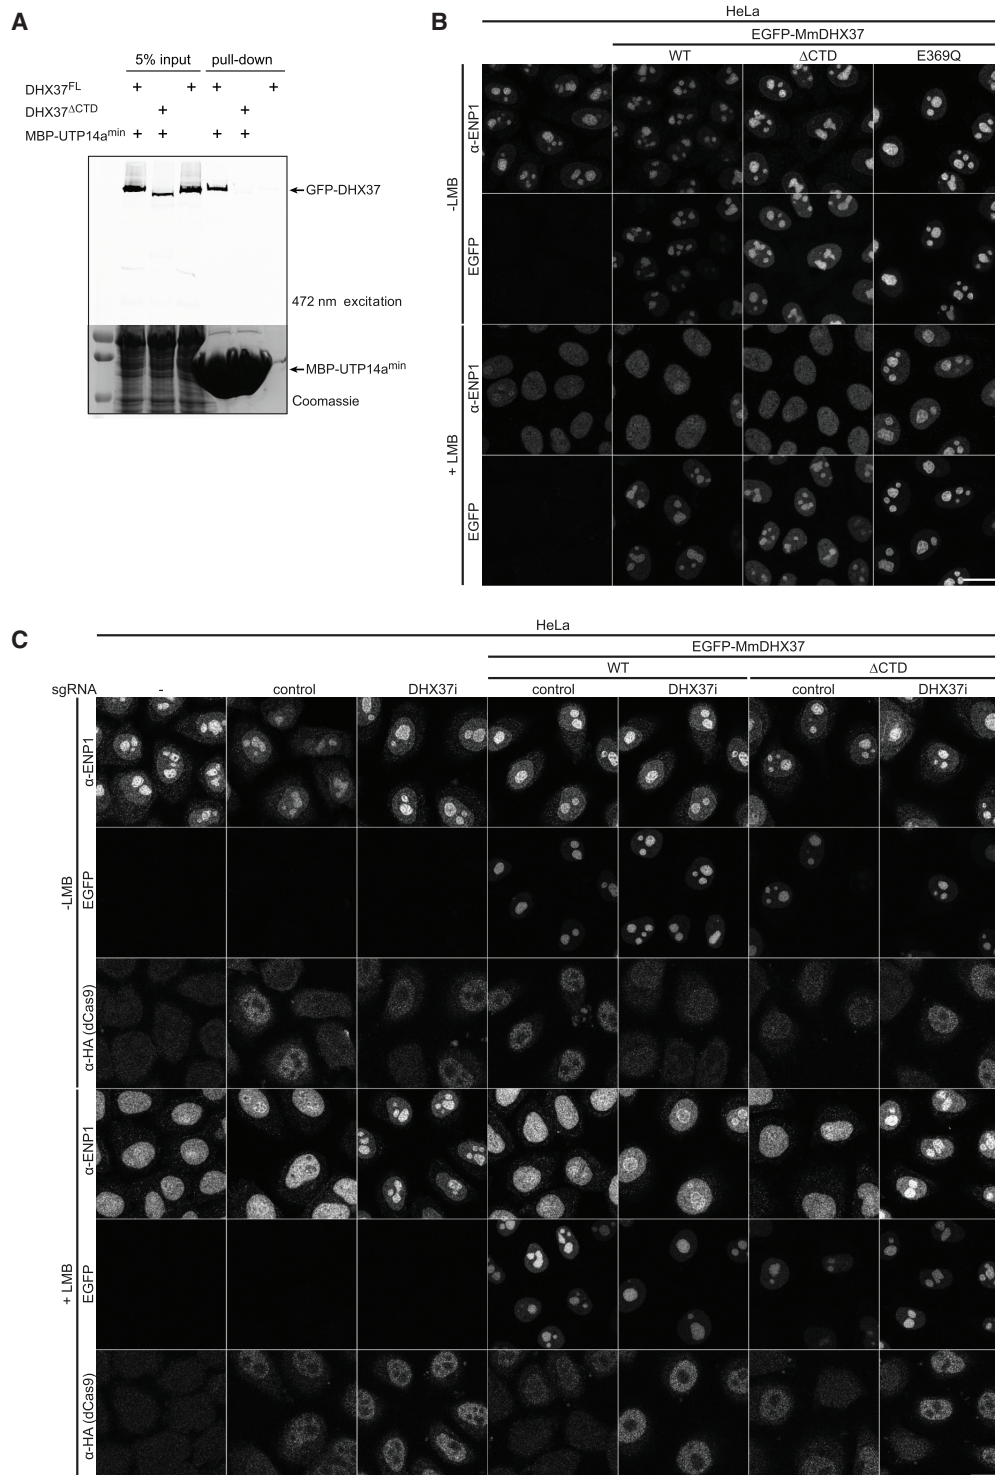 A
5% input pull-down
DHX37FL + + + +
DHX37ΔCTD + +
MBP-UTP14amin + + + +
GFP-DHX37
472 nm excitation
MBP-UTP14amin
Coomassie
B
HeLa
EGFP-MmDHX37
WT ΔCTD E369Q
-LMB
α-ENP1
EGFP
+ LMB
α-ENP1
EGFP
C
HeLa
EGFP-MmDHX37
WT ΔCTD
sgRNA - control DHX37i control DHX37i control DHX37i
-LMB
α-ENP1
EGFP
α-HA (dCas9)
+ LMB
α-ENP1
EGFP
α-HA (dCas9)